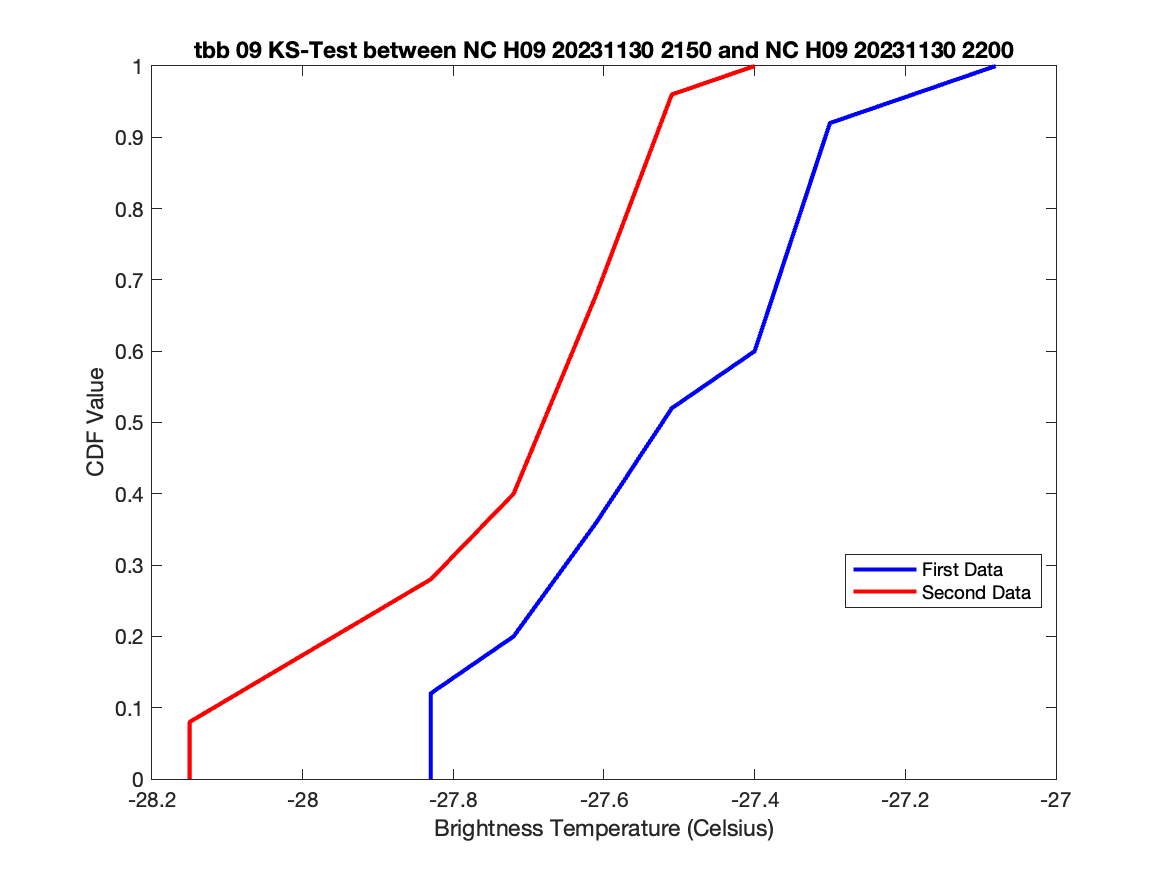 tbb 09 KS-Test between NC H09 20231130 2150 and NC H09 20231130 2200
1
0.9
0.8
0.7
0.6
0.5
0.4
0.3
0.2
0.1
0
CDF Value
First Data
Second Data
-28.2 -28 -27.8 -27.6 -27.4 -27.2 -27
Brightness Temperature (Celsius)